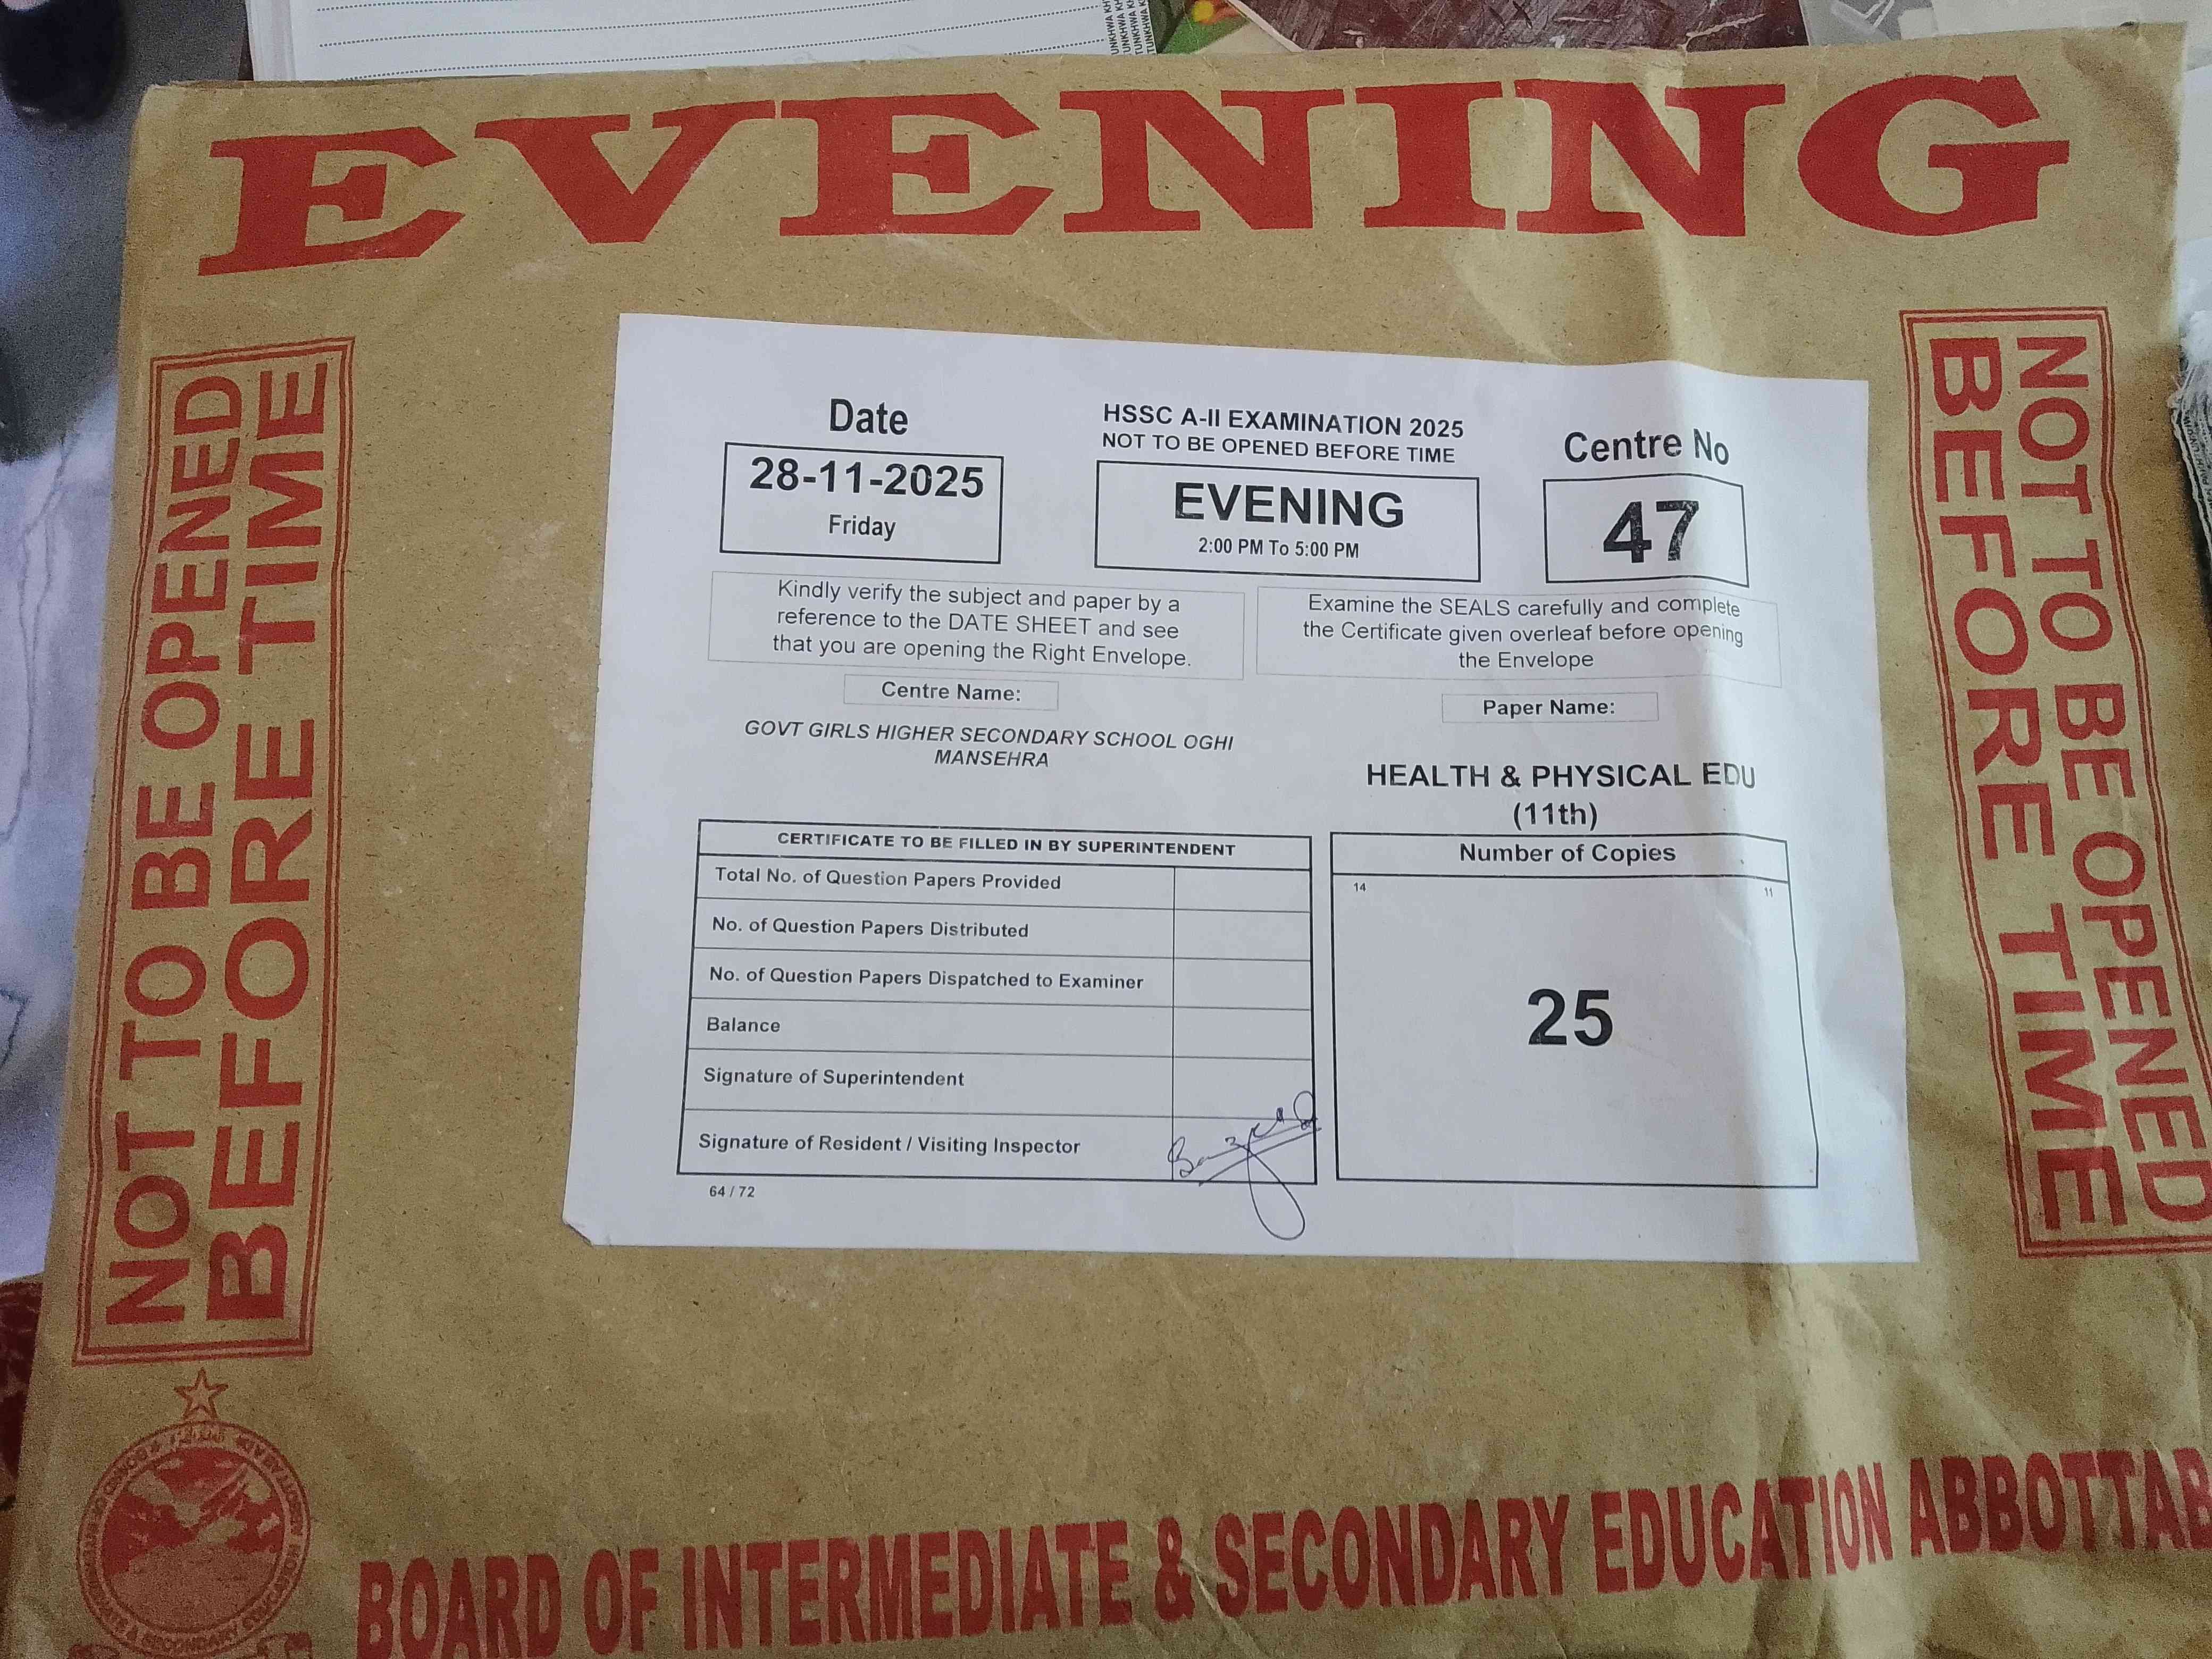 UNKHWA KH
EVENING
NOT TO BE OPENED
BEFORE TIME
Date
28-11-2025
Friday
HSSC A-II EXAMINATION 2025
NOT TO BE OPENED BEFORE TIME
EVENING
2:00 PM To 5:00 PM
Centre No
47
Kindly verify the subject and paper by a
reference to the DATE SHEET and see
that you are opening the Right Envelope.
Examine the SEALS carefully and complete
the Certificate given overleaf before opening
the Envelope
Centre Name:
GOVT GIRLS HIGHER SECONDARY SCHOOL OGHI
MANSEHRA
Paper Name:
HEALTH & PHYSICAL EDU
(11th)
CERTIFICATE TO BE FILLED IN BY SUPERINTENDENT
Total No. of Question Papers Provided
No. of Question Papers Distributed
No. of Question Papers Dispatched to Examiner
Balance
Signature of Superintendent
Signature of Resident / Visiting Inspector
64 / 72
Number of Copies
14 11
25
NOT TO BE OPENED
BEFORE TIME
BOARD OF INTERMEDIATE & SECONDARY EDUCATION ABBOTTAB